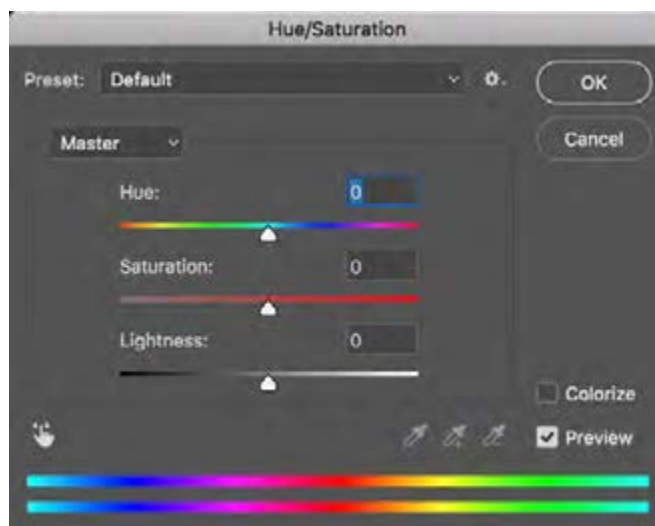 Hue/Saturation
Preset: Default
OK
Master
Cancel
Hue: 0
Saturation: 0
Lightness: 0
Colorize
Preview